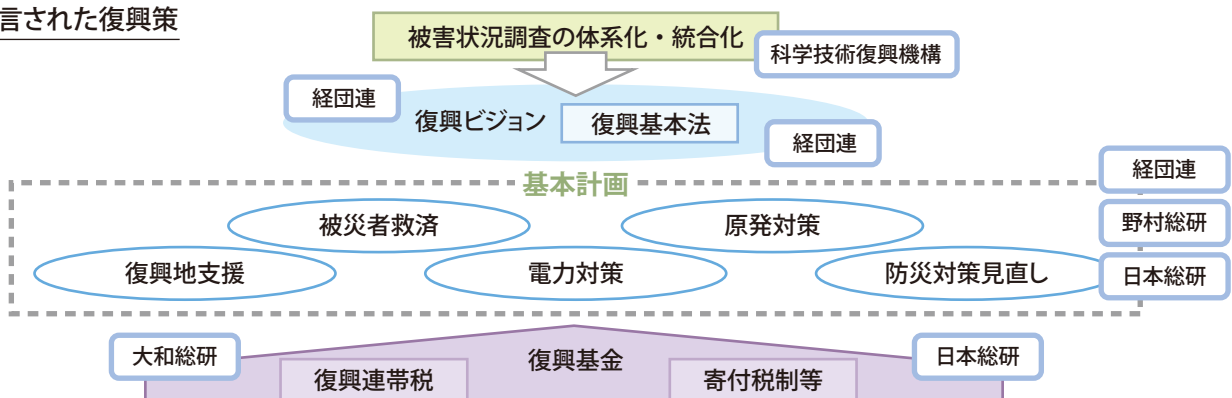 言された復興策
被害状況調査の体系化・統合化
科学技術復興機構
経団連
復興ビジョン
復興基本法
経団連
基本計画
経団連
被災者救済
原発対策
野村総研
復興地支援
電力対策
防災対策見直し
日本総研
大和総研
復興基金
日本総研
復興連帯税
寄付税制等